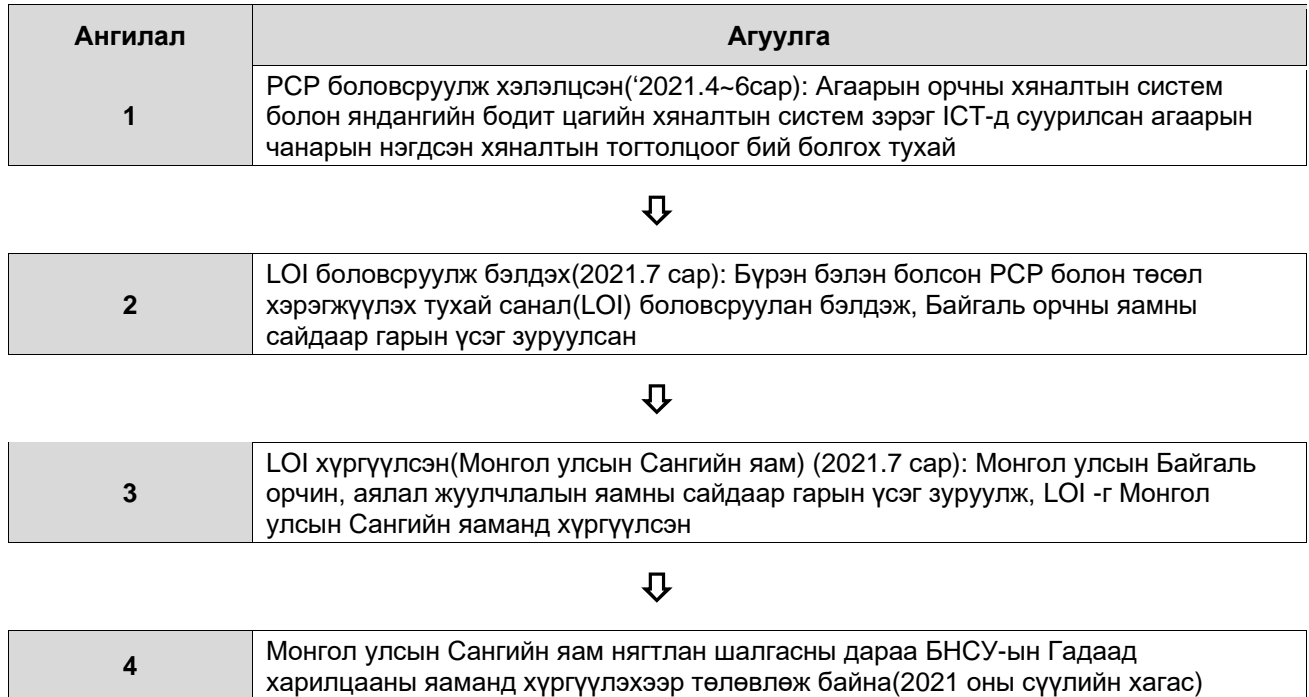 Ангилал Агуулга
PCP боловсруулж хэлэлцсэн(‘2021.4~6сар): Агаарын орчны хяналтын систем
1 болон яндангийн бодит цагийн хяналтын систем зэрэг ICT-д суурилсан агаарын
чанарын нэгдсэн хяналтын тогтолцоог бий болгох тухай
LOI боловсруулж бэлдэх(2021.7 сар): Бүрэн бэлэн болсон PCP болон төсөл
2 хэрэгжүүлэх тухай санал(LOI) боловсруулан бэлдэж, Байгаль орчны яамны
сайдаар гарын үсэг зуруулсан
LOI хүргүүлсэн(Монгол улсын Сангийн яам) (2021.7 сар): Монгол улсын Байгаль
3 орчин, аялал жуулчлалын яамны сайдаар гарын үсэг зуруулж, LOI -г Монгол
улсын Сангийн яаманд хүргүүлсэн
4 Монгол улсын Сангийн яам нягтлан шалгасны дараа БНСУ-ын Гадаад
харилцааны яаманд хүргүүлэхээр төлөвлөж байна(2021 оны сүүлийн хагас)